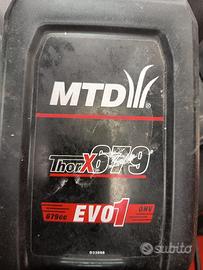 MTD
ThorX 679
679cc EVO1 OHV
subito